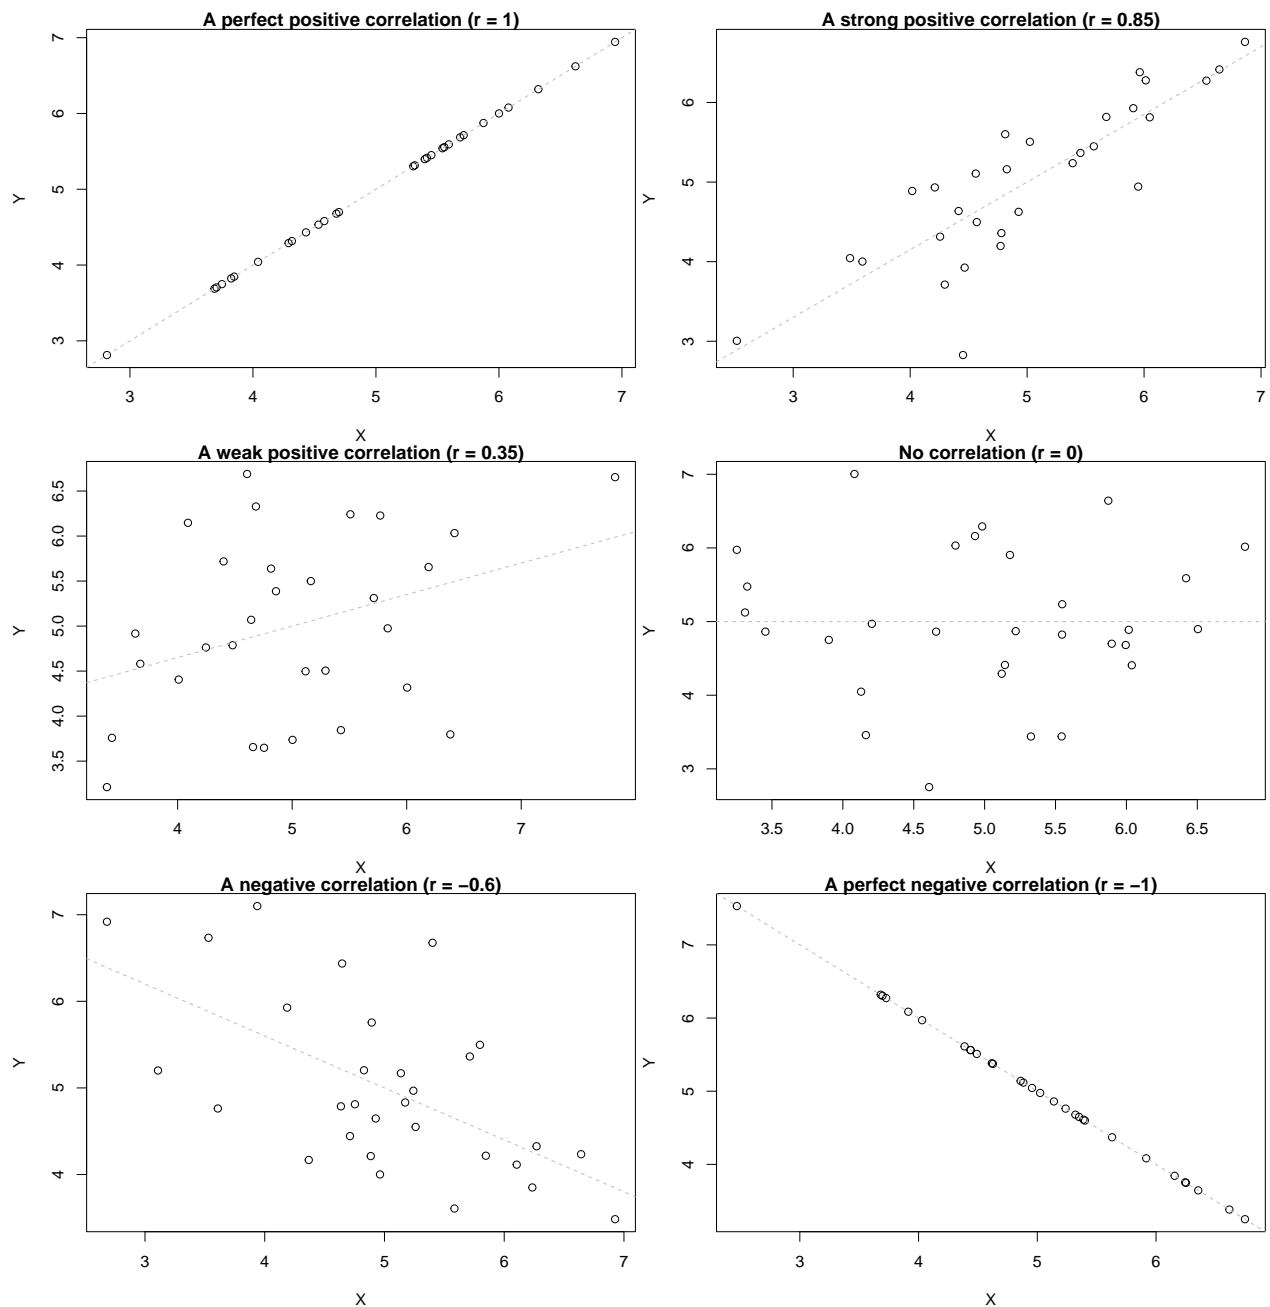 A perfect positive correlation (r = 1)
7
6
5
4
3
Y
3 4 5 6 7
X
A strong positive correlation (r = 0.85)
6
5
4
3
Y
3 4 5 6 7
X
A weak positive correlation (r = 0.35)
6.5
6.0
5.5
5.0
4.5
4.0
3.5
Y
4 5 6 7
X
No correlation (r = 0)
7
6
5
4
3
Y
3.5 4.0 4.5 5.0 5.5 6.0 6.5
X
A negative correlation (r = −0.6)
7
6
5
4
Y
3 4 5 6 7
X
A perfect negative correlation (r = −1)
7
6
5
4
Y
3 4 5 6
X